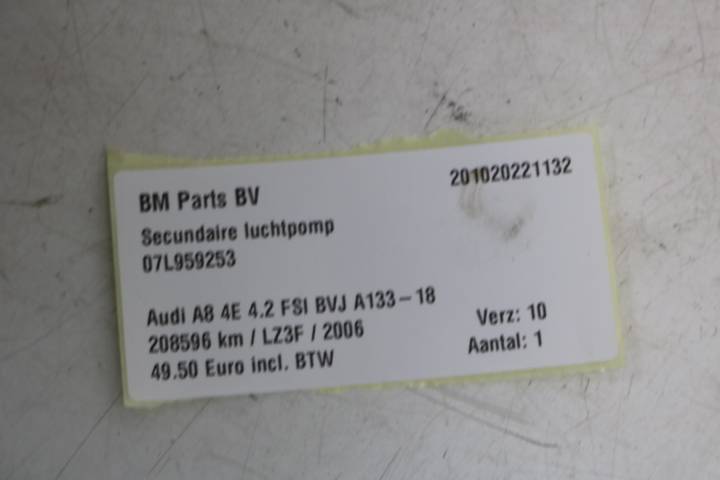 BM Parts BV 201020221132
Secundaire luchtpomp
07L959253
Audi A8 4E 4.2 FSI BVJ A133-18
208596 km / LZ3F / 2006 Verz: 10
49.50 Euro incl. BTW Aantal: 1